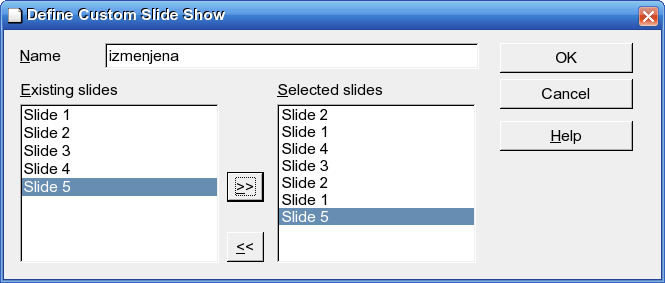 Define Custom Slide Show
Name
izmenjena
OK
Existing slides
Selected slides
Cancel
Slide 1
Slide 2
Slide 3
Slide 4
Slide 5
>>
<<
Slide 2
Slide 1
Slide 4
Slide 3
Slide 2
Slide 1
Slide 5
Help